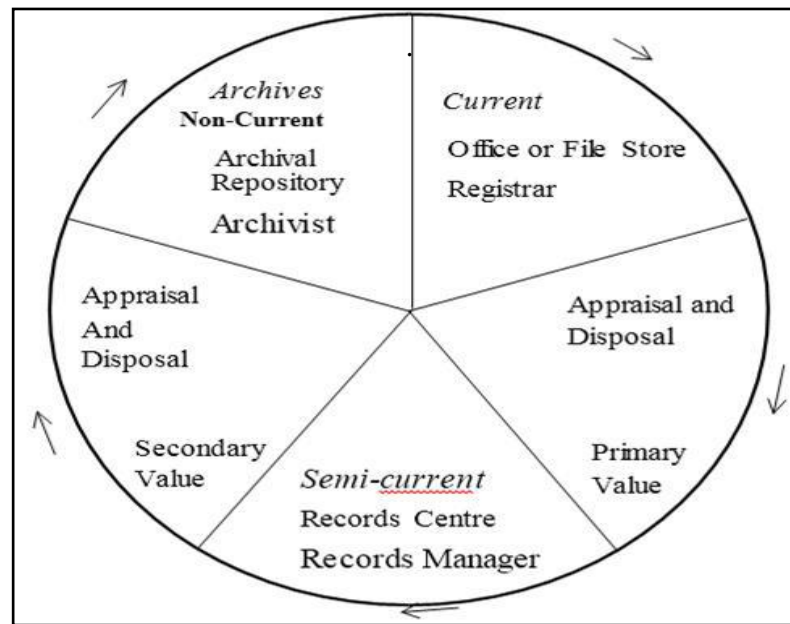 Archives
Non-Current
Archival
Repository
Archivist
Current
Office or File Store
Registrar
Appraisal and
Disposal
Primary
Value
Semi-current
Records Centre
Records Manager
Appraisal
And
Disposal
Secondary
Value